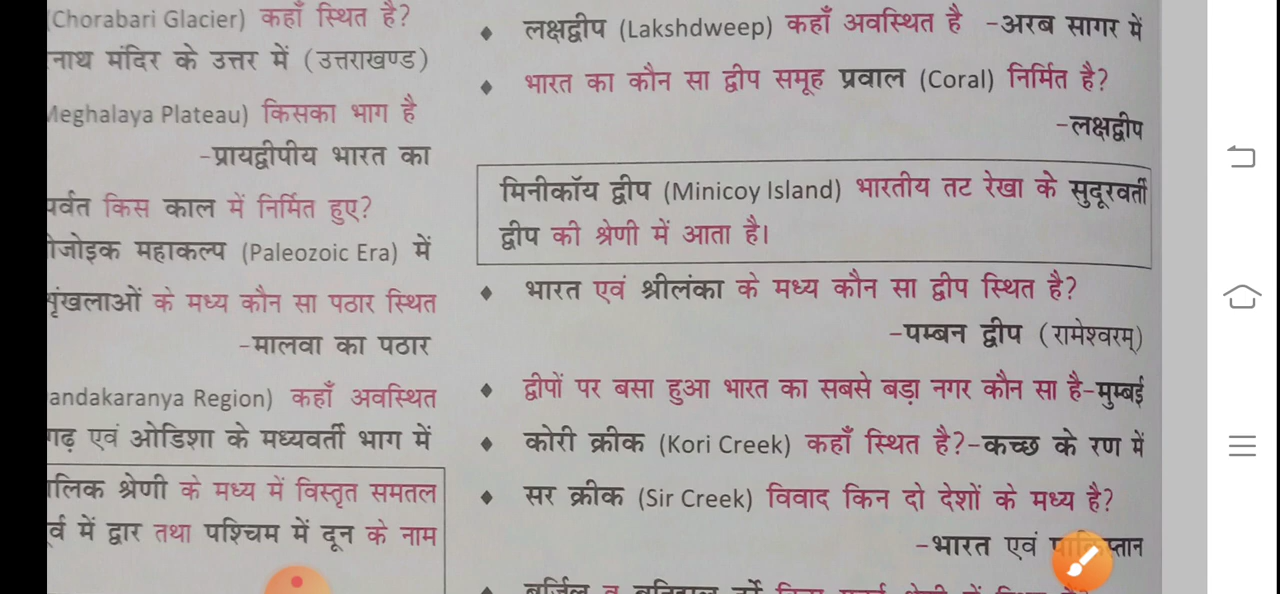 (Chorabari Glacier) कहाँ स्थित है?
नाथ मंदिर के उत्तर में (उत्तराखण्ड)
Meghalaya Plateau) किसका भाग है
-प्रायद्वीपीय भारत का
पर्वत किस काल में निर्मित हुए?
महाकल्प (Paleozoic Era) में
के मध्य कौन सा पठार स्थित
-मालवा का पठार
andakaranya Region) कहाँ अवस्थित
गढ़ एवं ओडिशा के मध्यवर्ती भाग में
लिक श्रेणी के मध्य में विस्तृत समतल
र्व में द्वार तथा पश्चिम में दून के नाम
♦ लक्षद्वीप (Lakshdweep) कहाँ अवस्थित है -अरब सागर में
♦ भारत का कौन सा द्वीप समूह प्रवाल (Coral) निर्मित है?
-लक्षद्वीप
मिनीकॉय द्वीप (Minicoy Island) भारतीय तट रेखा के सुदूरवर्ती
द्वीप की श्रेणी में आता है।
♦ भारत एवं श्रीलंका के मध्य कौन सा द्वीप स्थित है?
-पम्बन द्वीप (रामेश्वरम्)
♦ द्वीपों पर बसा हुआ भारत का सबसे बड़ा नगर कौन सा है-मुम्बई
♦ कोरी क्रीक (Kori Creek) कहाँ स्थित है?-कच्छ के रण में
♦ सर क्रीक (Sir Creek) विवाद किन दो देशों के मध्य है?
-भारत एवं